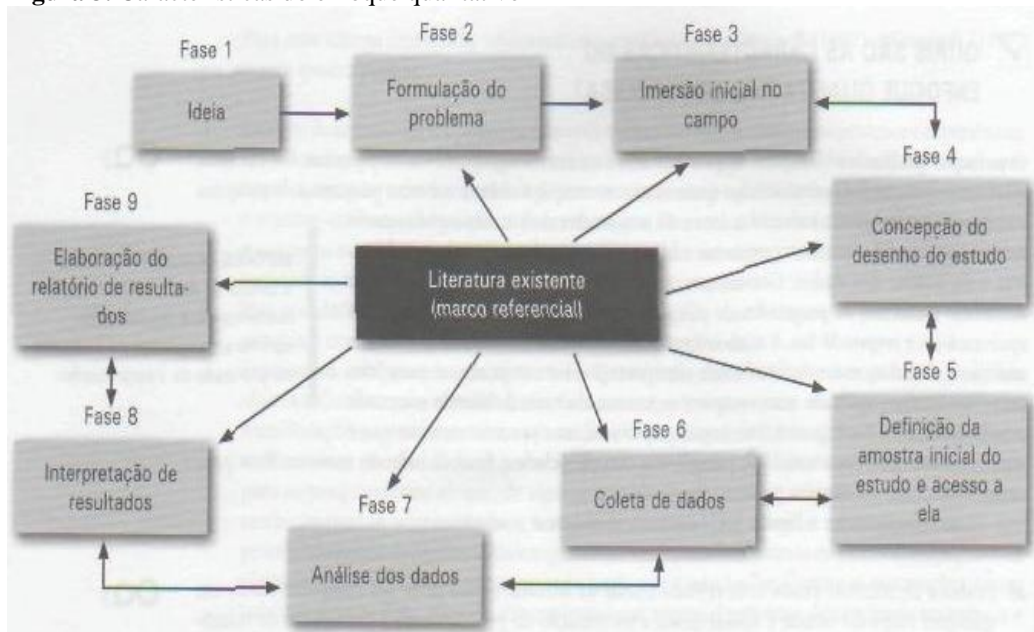 Fase 1
Ideia
Fase 2
Formulação do
problema
Fase 3
Imersão inicial no
campo
Fase 4
Concepção do
desenho do estudo
Fase 5
Definição da
amostra inicial do
estudo e acesso a
ela
Fase 6
Coleta de dados
Fase 7
Análise dos dados
Fase 8
Interpretação de
resultados
Fase 9
Elaboração do
relatório de resulta-
dos
Literatura existente
(marco referencial)